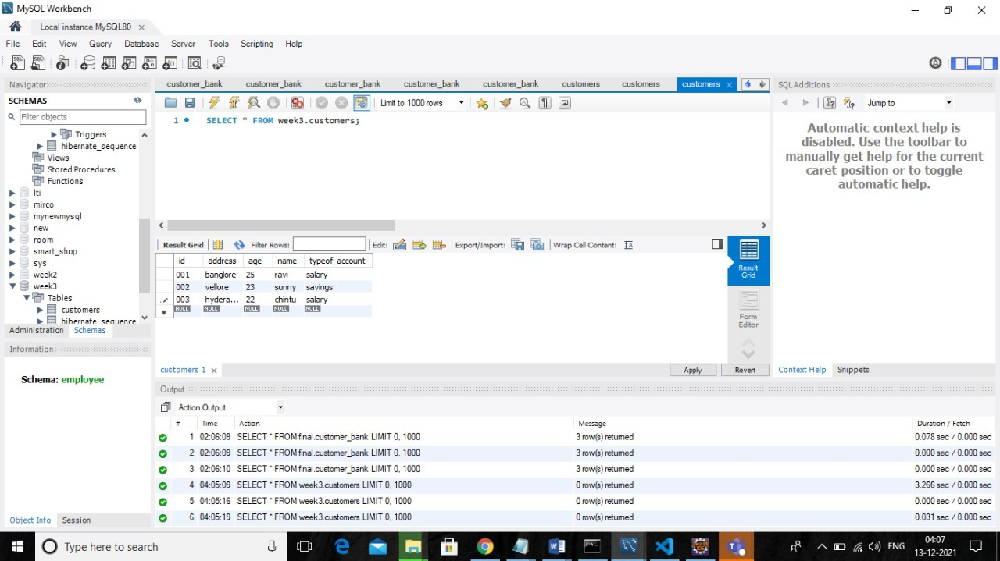 MySQL Workbench
Local instance MySQL80
File Edit View Query Database Server Tools Scripting Help
Navigator
SCHEMAS
Filter objects
Triggers
hibernate_sequence
Views
Stored Procedures
Functions
lti
mirco
mynewmysql
new
room
smart_shop
sys
week2
week3
Tables
customers
hibernate_sequence
Administration Schemas
Information
Schema: employee
Object Info Session
customer_bank customer_bank customer_bank customer_bank customer_bank customers customers customers
Limit to 1000 rows
1 SELECT * FROM week3.customers;
Result Grid Filter Rows: Edit: Export/Import: Wrap Cell Content:
id address age name typeof_account
001 banglore 25 ravi salary
002 vellore 23 sunny savings
003 hydera... 22 chintu salary
NULL NULL NULL NULL NULL
Result
Grid
Form
Editor
customers 1
Apply Revert
SQLAdditions
Jump to
Automatic context help is
disabled. Use the toolbar to
manually get help for the current
caret position or to toggle
automatic help.
Context Help Snippets
Output
Action Output
# Time Action Message Duration / Fetch
1 02:06:09 SELECT * FROM final.customer_bank LIMIT 0, 1000 3 row(s) returned 0.078 sec / 0.000 sec
2 02:06:09 SELECT * FROM final.customer_bank LIMIT 0, 1000 3 row(s) returned 0.000 sec / 0.000 sec
3 02:06:10 SELECT * FROM final.customer_bank LIMIT 0, 1000 3 row(s) returned 0.000 sec / 0.000 sec
4 04:05:09 SELECT * FROM week3.customers LIMIT 0, 1000 0 row(s) returned 3.266 sec / 0.000 sec
5 04:05:16 SELECT * FROM week3.customers LIMIT 0, 1000 0 row(s) returned 0.000 sec / 0.000 sec
6 04:05:19 SELECT * FROM week3.customers LIMIT 0, 1000 0 row(s) returned 0.031 sec / 0.000 sec
Type here to search
ENG
04:07
13-12-2021